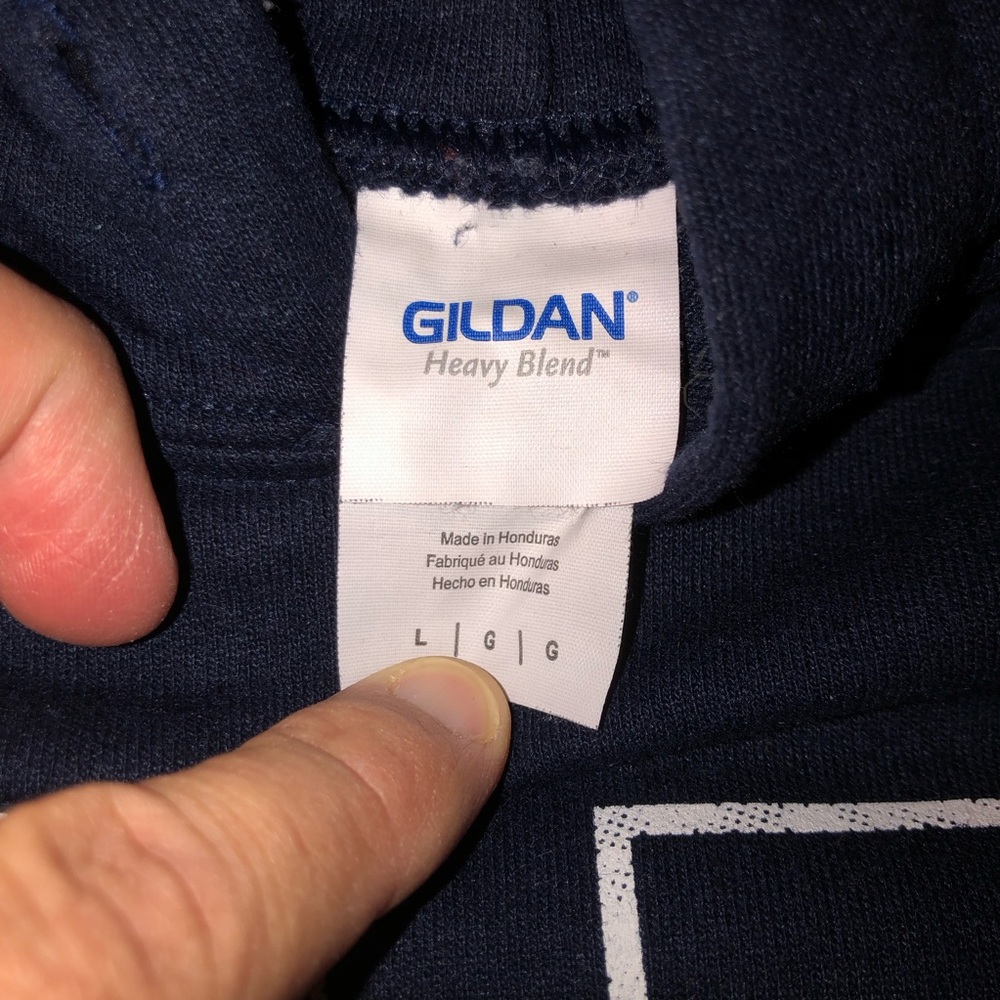 GILDAN®
Heavy Blend™
Made in Honduras
Fabriqué au Honduras
Hecho en Honduras
L | G | G